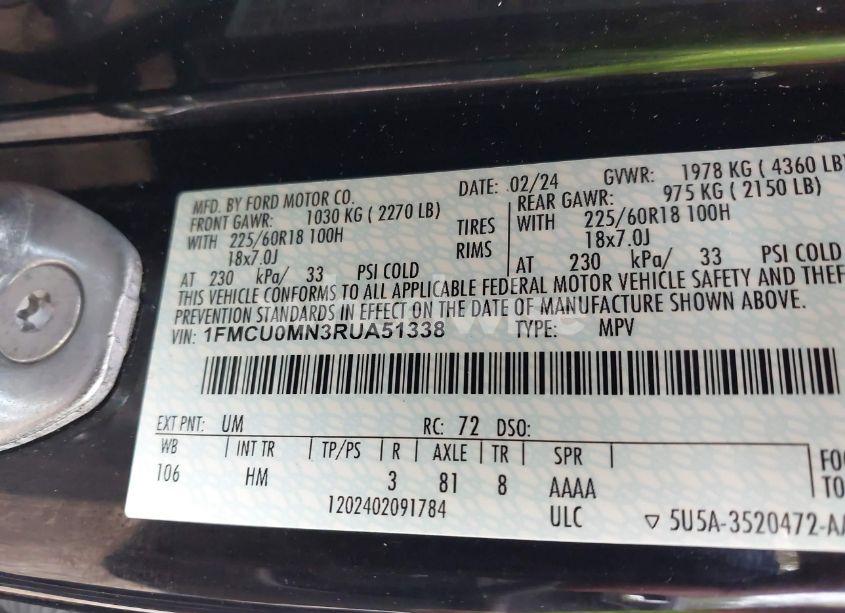 MFD. BY FORD MOTOR CO. DATE: 02/24 GVWR: 1978 KG ( 4360 LB)
FRONT GAWR: 1030 KG ( 2270 LB) REAR GAWR: 975 KG ( 2150 LB)
WITH 225/60R18 100H TIRES WITH 225/60R18 100H
18x7.0J RIMS 18x7.0J
AT 230 kPa/ 33 PSI COLD AT 230 kPa/ 33 PSI COLD
THIS VEHICLE CONFORMS TO ALL APPLICABLE FEDERAL MOTOR VEHICLE SAFETY AND THEF
PREVENTION STANDARDS IN EFFECT ON THE DATE OF MANUFACTURE SHOWN ABOVE.
VIN: 1FMCU0MN3RUA51338 TYPE: MPV
EXT PNT: UM RC: 72 DSO:
WB INT TR TP/PS R AXLE TR SPR
106 HM 3 81 8 AAAA
FO
TO
1202402091784 ULC ▽ 5U5A-3520472-A